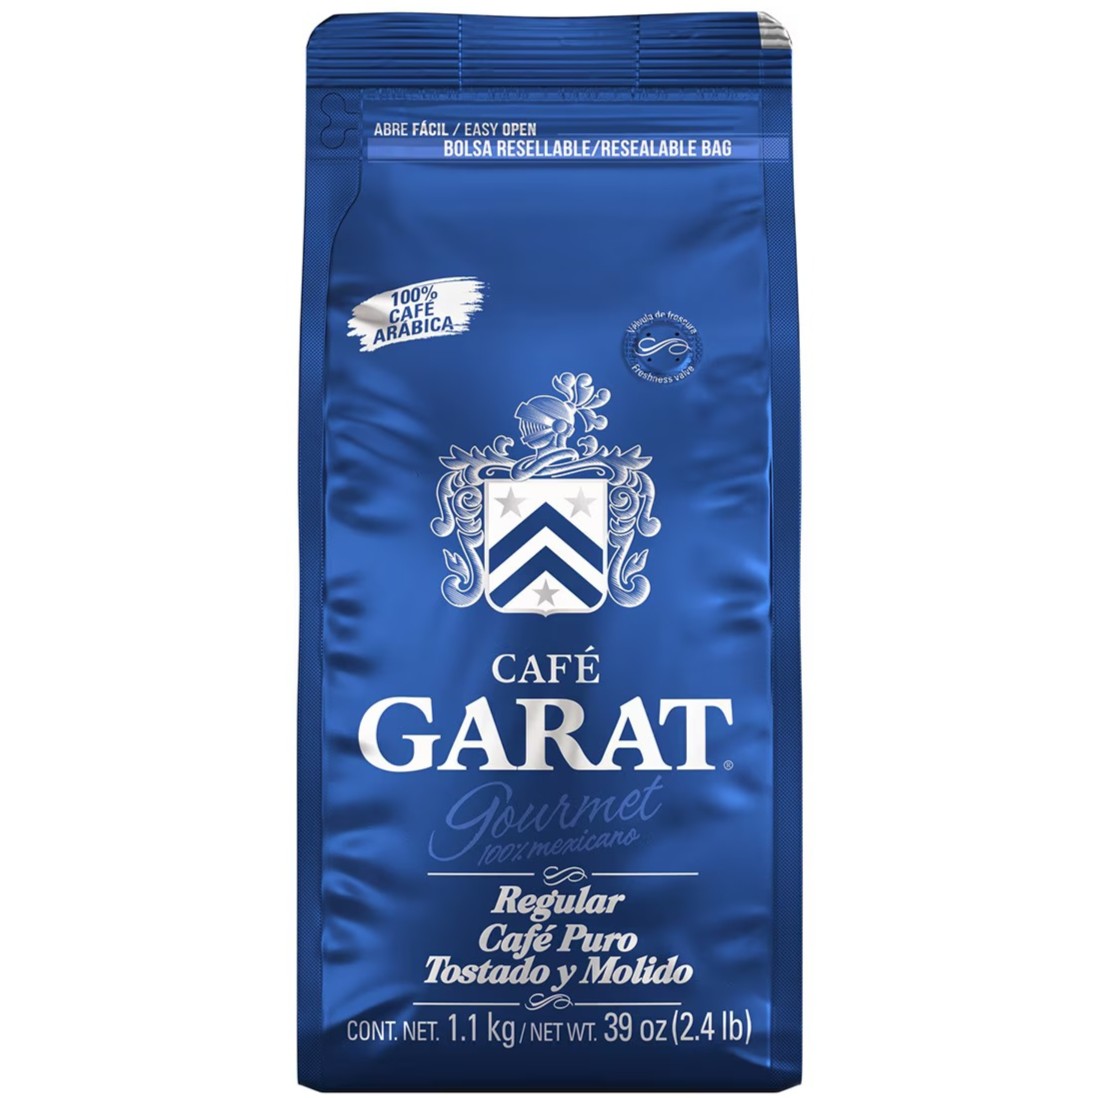 ABRE FÁCIL / EASY OPEN
BOLSA RESELLABLE/RESEALABLE BAG
100%
CAFÉ
ARÁBICA
Válvula de frescura
Freshness valve
CAFÉ
GARAT®
Gourmet
100% mexicano
Regular
Café Puro
Tostado y Molido
CONT. NET. 1.1 kg/NET WT. 39 oz (2.4 lb)